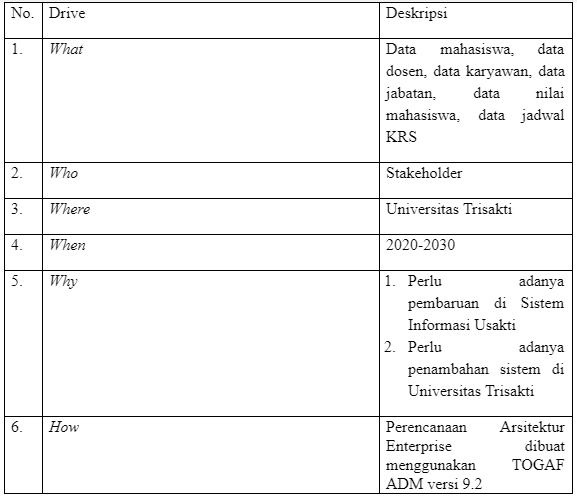 No. Drive Deskripsi
1. What Data mahasiswa, data
dosen, data karyawan, data
jabatan, data nilai
mahasiswa, data jadwal
KRS
2. Who Stakeholder
3. Where Universitas Trisakti
4. When 2020-2030
5. Why 1. Perlu adanya
pembaruan di Sistem
Informasi Usakti
2. Perlu adanya
penambahan sistem di
Universitas Trisakti
6. How Perencanaan Arsitektur
Enterprise dibuat
menggunakan TOGAF
ADM versi 9.2